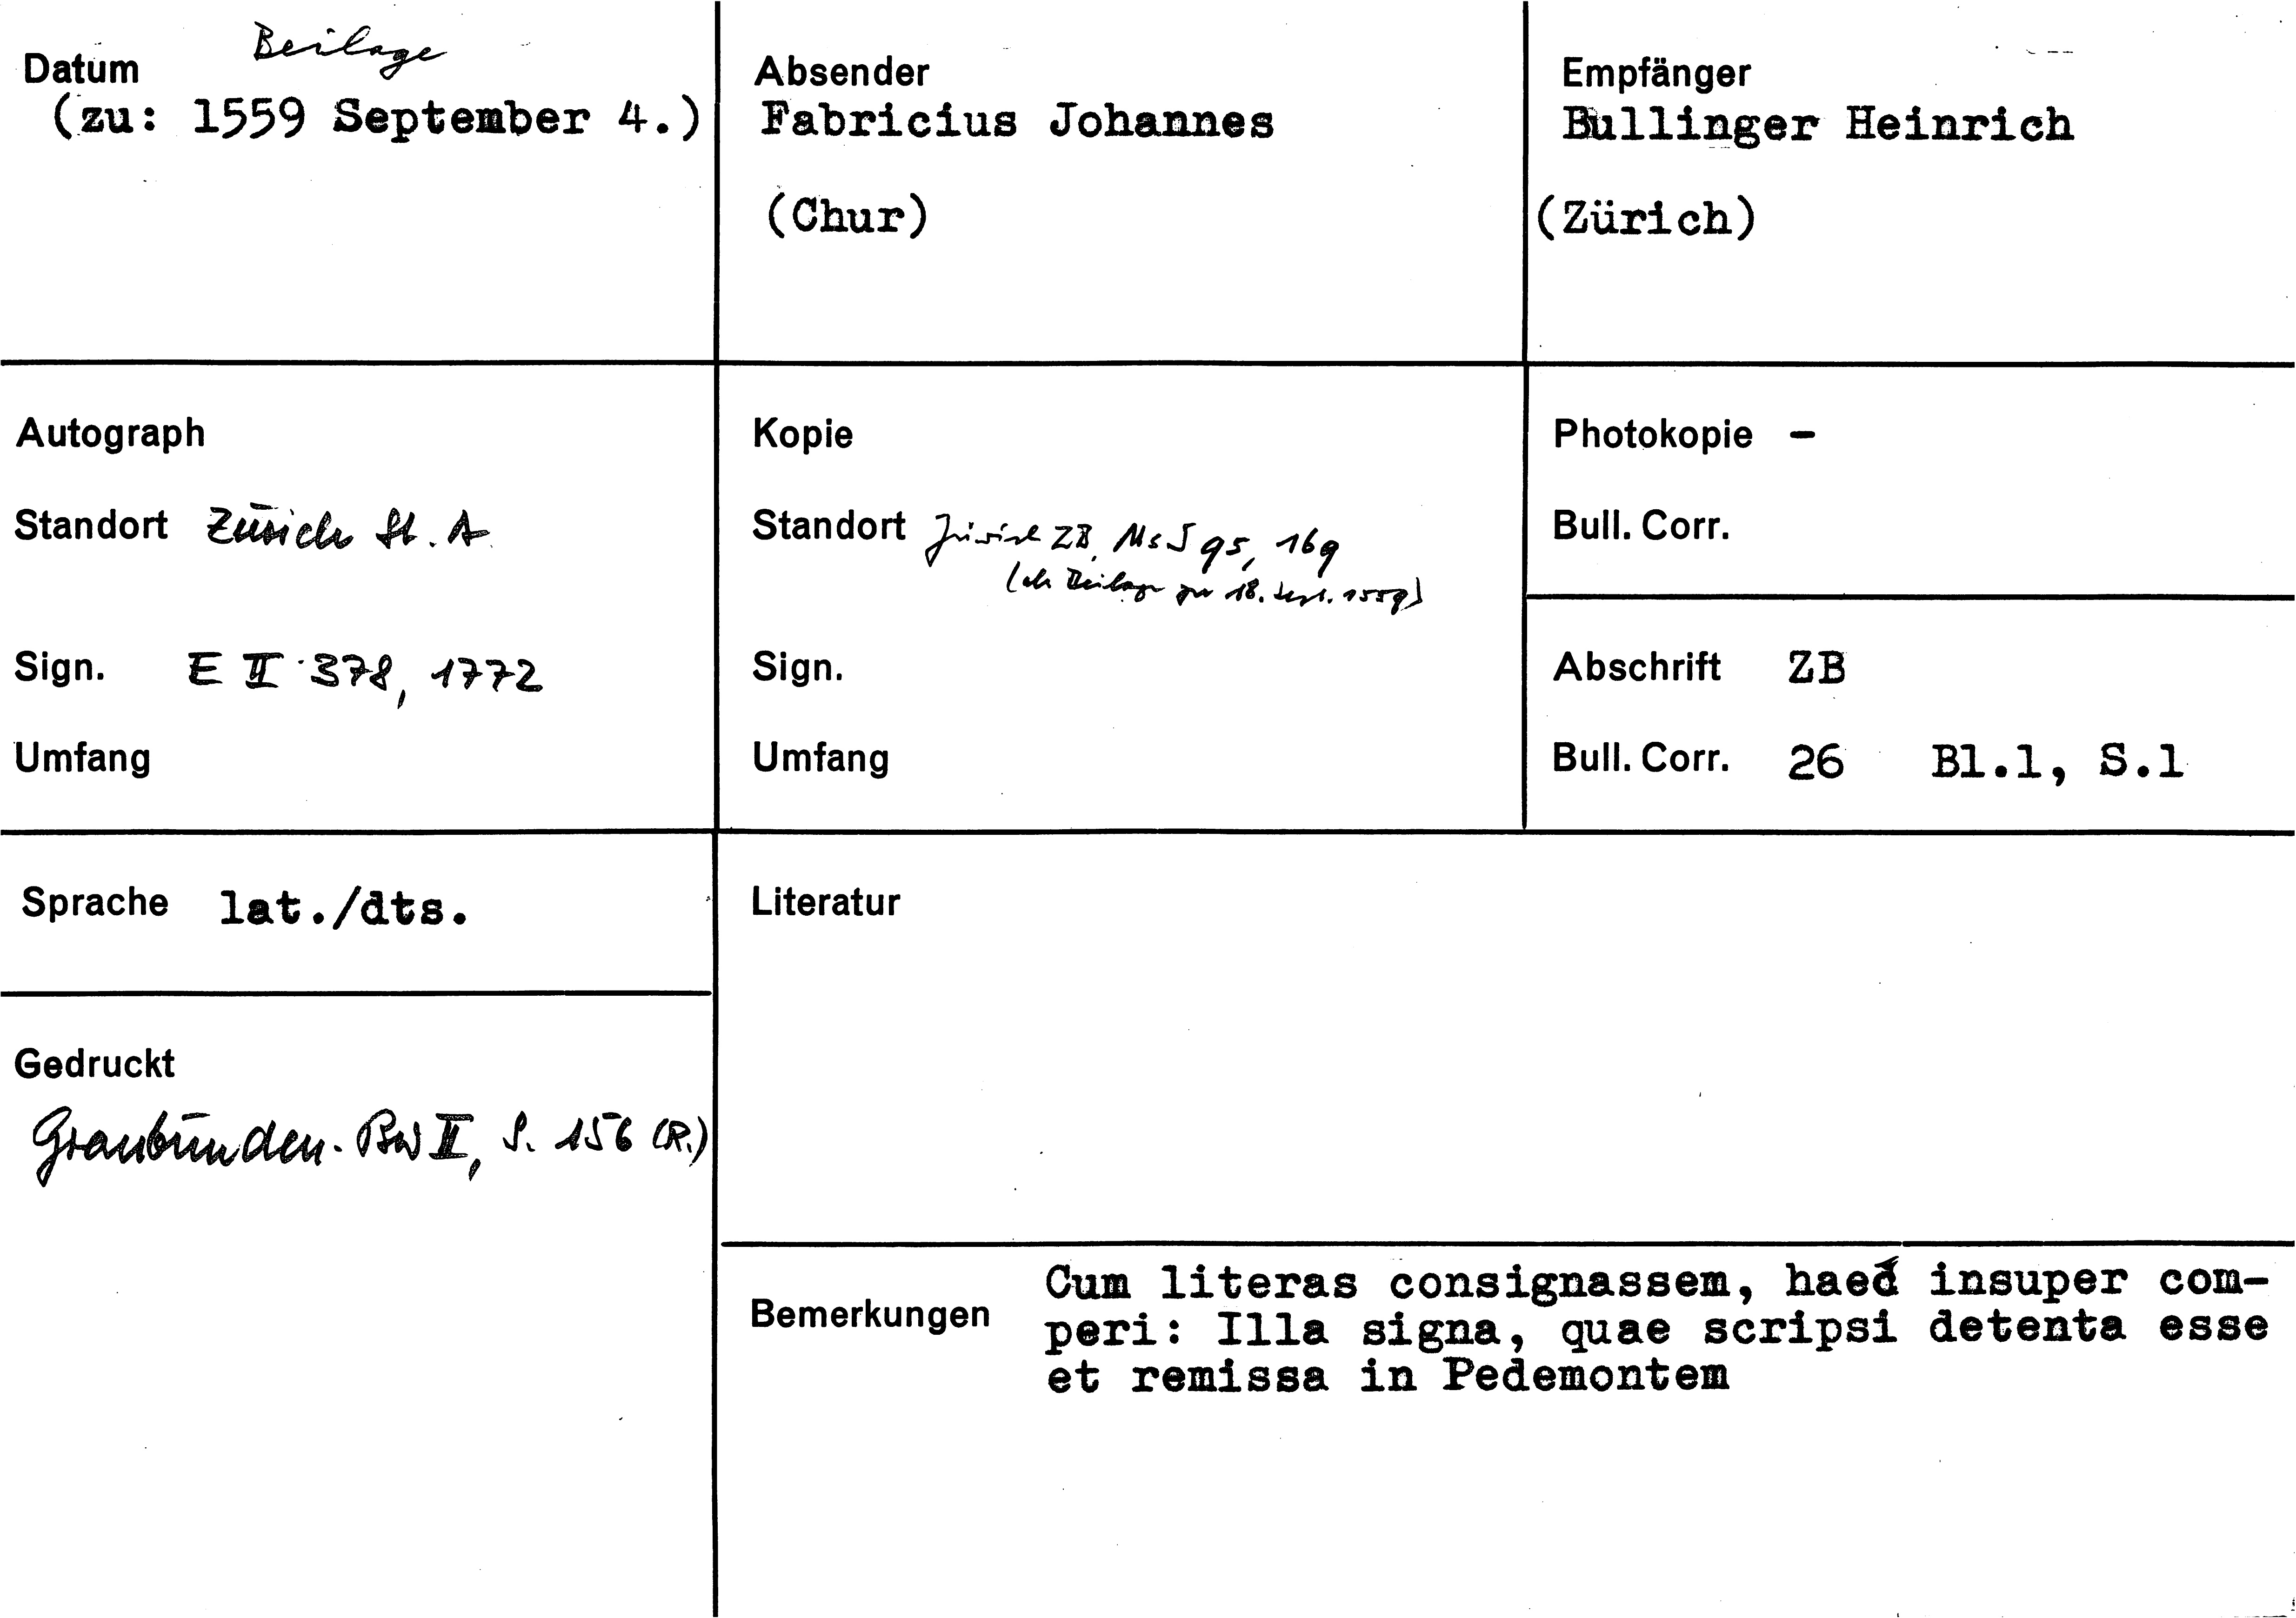 Datum Beilage
(zu: 1559 September 4.)
Absender
Fabricius Johannes
(Chur)
Empfänger
Bullinger Heinrich
(Zürich)
Autograph
Standort Zürich St. A
Sign. E II 378, 1772
Umfang
Kopie
Standort Zürich ZB, Ms S 95, 169
(als Beilage zu 18. Sept. 1559)
Sign.
Umfang
Photokopie -
Bull. Corr.
Abschrift ZB
Bull. Corr. 26 Bl.1, S.1
Sprache lat./dts.
Gedruckt
Graubünden. Bw II, S. 156 (R.)
Literatur
Bemerkungen
Cum literas consignassem, haec insuper com-
peri: Illa signa, quae scripsi detenta esse
et remissa in Pedemontem